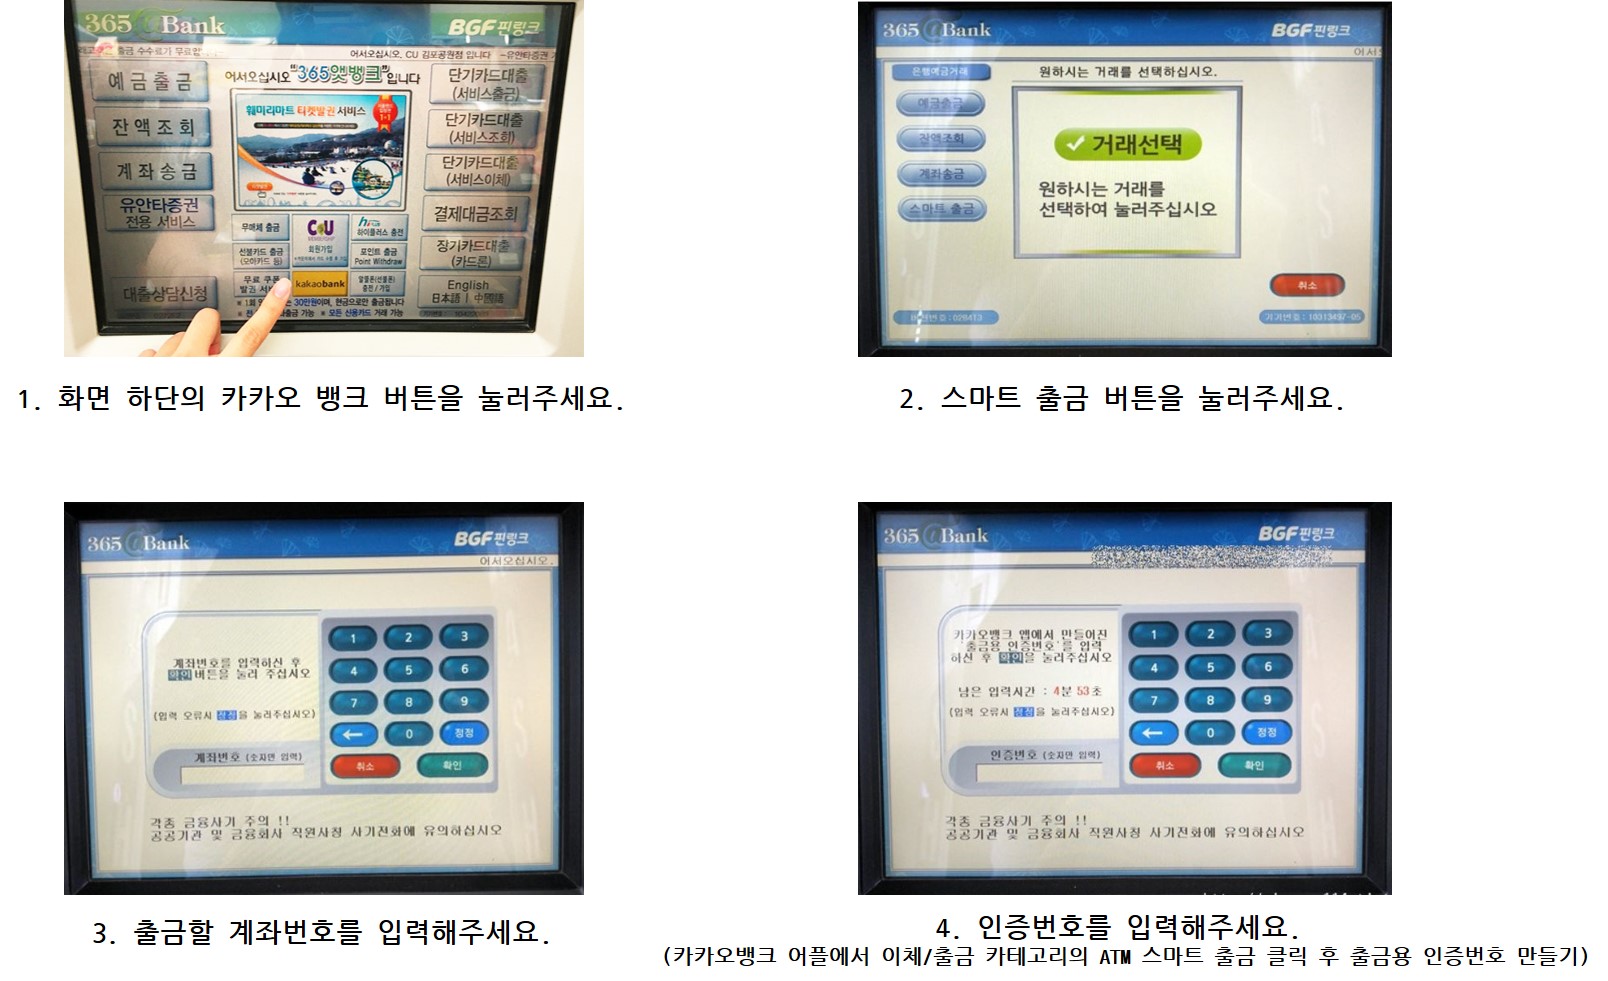 365 @Bank
BGF핀링크
출금 수수료가 무료입
어서오십시오, CU 김포공원점 입니다 -유안타증권
예금출금
잔액조회
계좌송금
유안타증권
전용 서비스
대출상담신청
어서오십시오 "365앳뱅크"입니다
훼미리마트 티켓발권 서비스
1+1
무매체 출금
CU
회원가입
하이플러스 충전
선불카드 출금
포인트 출금
Point Withdraw
무료 쿠폰
발권 서비
kakaobank
충전/가입
30만원이며, 현금으로만 출금됩니다
출금 가능 ※ 모든 신용카드 거래 가능
단기카드대출
(서비스출금)
단기카드대출
(서비스조회)
단기카드대출
(서비스이체)
결제대금조회
장기카드대출
(카드론)
English
日本語 | 中國語
1. 화면 하단의 카카오 뱅크 버튼을 눌러주세요.
365 @Bank
BGF핀링크
어서
은행예금거래
원하시는 거래를 선택하십시오.
예금출금
잔액조회
계좌송금
스마트 출금
거래선택
원하시는 거래를
선택하여 눌러주십시오
취소
기기번호 : 10313497-05
2. 스마트 출금 버튼을 눌러주세요.
365 @Bank
BGF핀링크
어서오십시오.
계좌번호를 입력하신 후
확인 버튼을 눌러 주십시오
(입력 오류시 정정을 눌러주십시오)
계좌번호 (숫자만 입력)
1 2 3
4 5 6
7 8 9
← 0 정정
취소 확인
각종 금융사기 주의 !!
공공기관 및 금융회사 직원사칭 사기전화에 유의하십시오
3. 출금할 계좌번호를 입력해주세요.
365 @Bank
BGF핀링크
카카오뱅크 앱에서 만들어진
'출금용 인증번호'를 입력
하신 후 확인을 눌러주십시오
남은 입력시간 : 4분 53초
(입력 오류시 정정을 눌러주십시오)
인증번호 (숫자만 입력)
1 2 3
4 5 6
7 8 9
← 0 정정
취소 확인
각종 금융사기 주의 !!
공공기관 및 금융회사 직원사칭 사기전화에 유의하십시오
4. 인증번호를 입력해주세요.
(카카오뱅크 어플에서 이체/출금 카테고리의 ATM 스마트 출금 클릭 후 출금용 인증번호 만들기)